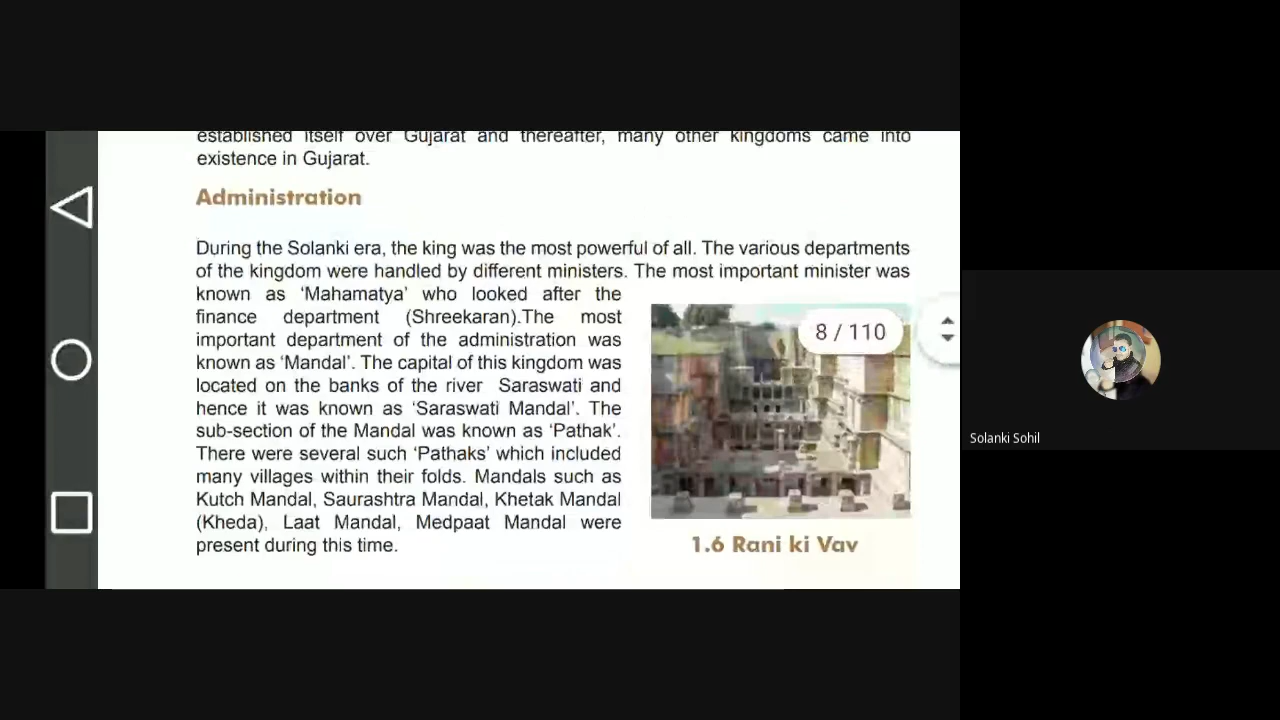 established itself over Gujarat and thereafter, many other kingdoms came into
existence in Gujarat.
Administration
During the Solanki era, the king was the most powerful of all. The various departments
of the kingdom were handled by different ministers. The most important minister was
known as ‘Mahamatya’ who looked after the
finance department (Shreekaran).The most
important department of the administration was
known as ‘Mandal’. The capital of this kingdom was
located on the banks of the river Saraswati and
hence it was known as ‘Saraswati Mandal’. The
sub-section of the Mandal was known as ‘Pathak’.
There were several such ‘Pathaks’ which included
many villages within their folds. Mandals such as
Kutch Mandal, Saurashtra Mandal, Khetak Mandal
(Kheda), Laat Mandal, Medpaat Mandal were
present during this time.
8 / 110
1.6 Rani ki Vav
Solanki Sohil